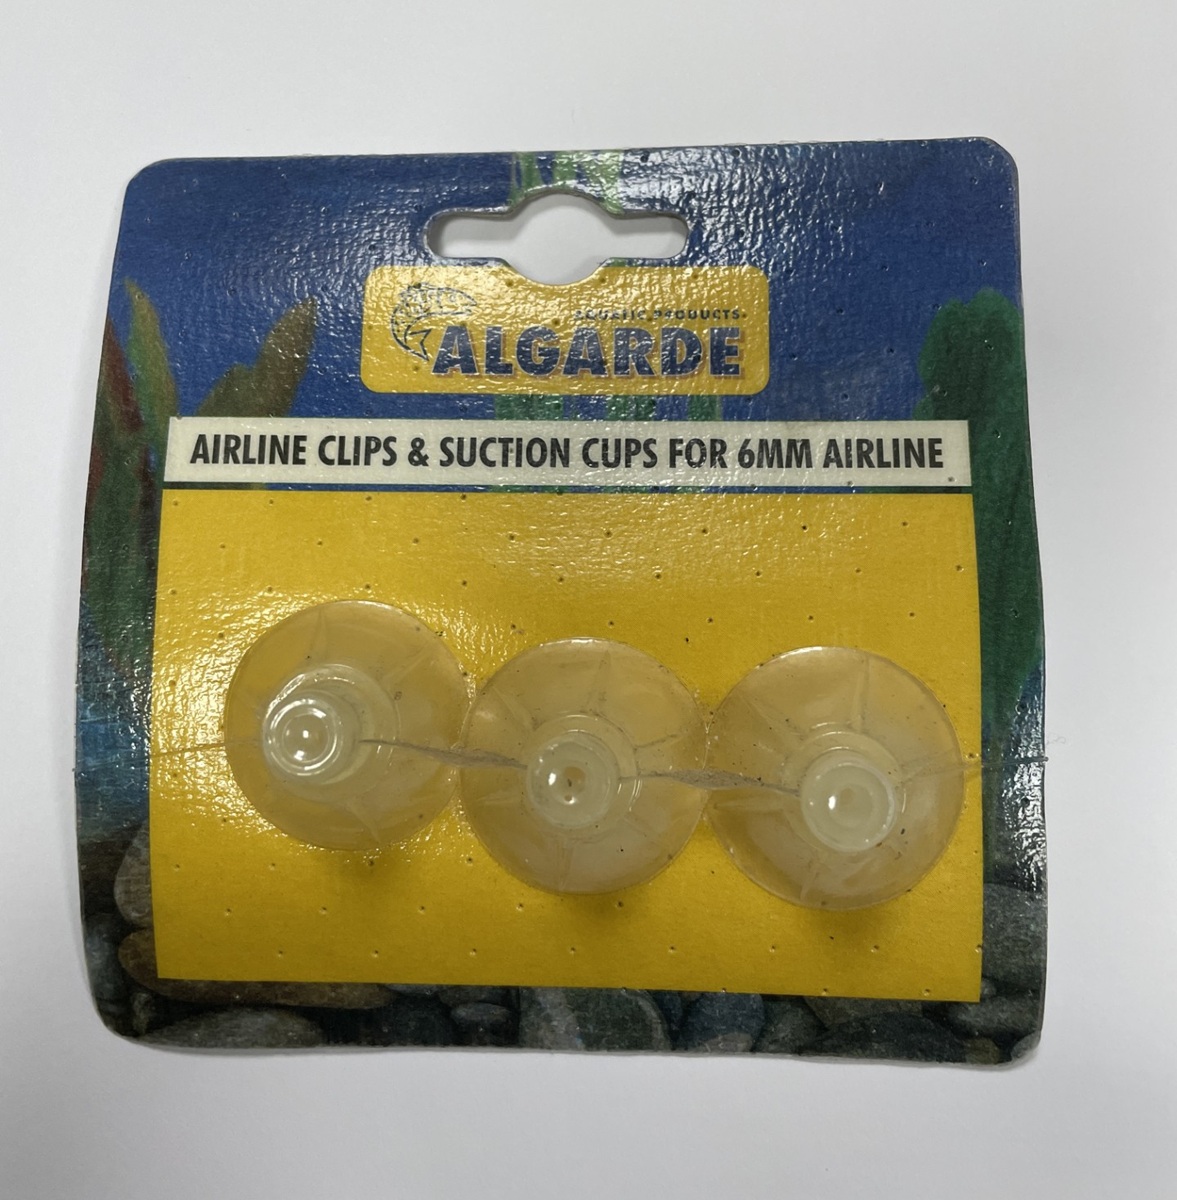 AQUATIC PRODUCTS
ALGARDE
AIRLINE CLIPS & SUCTION CUPS FOR 6MM AIRLINE